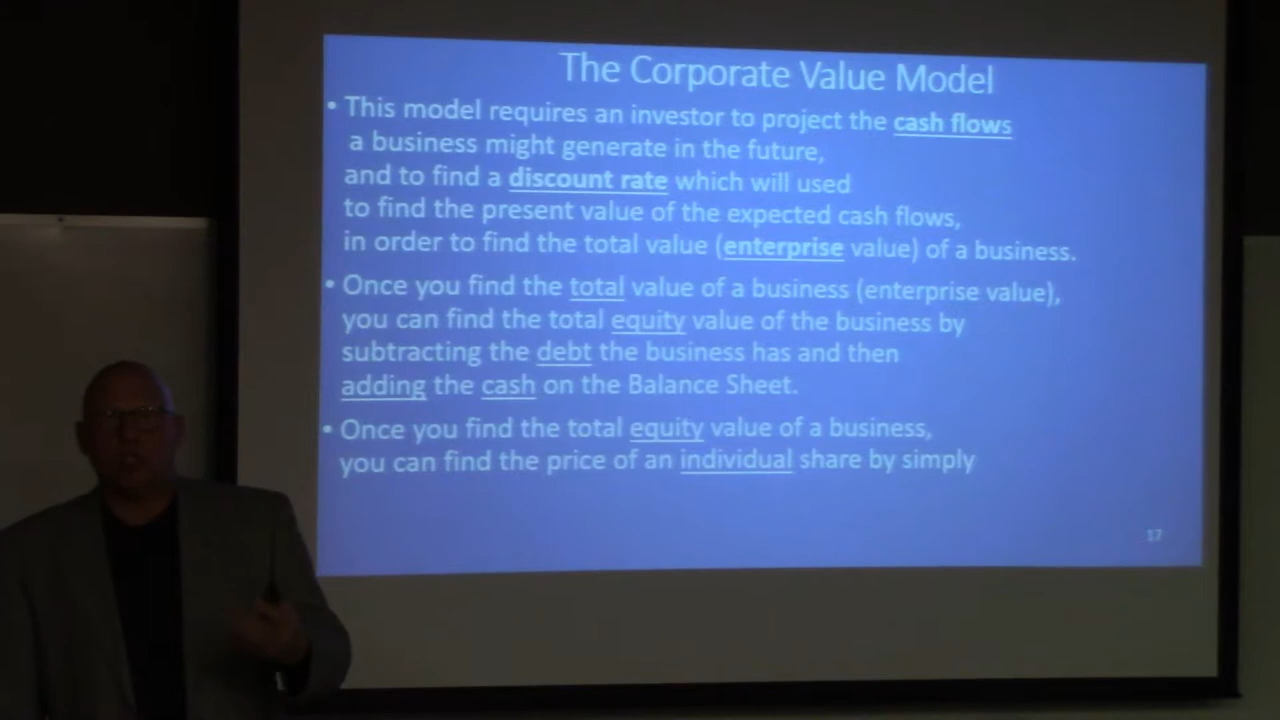 The Corporate Value Model
• This model requires an investor to project the cash flows
a business might generate in the future,
and to find a discount rate which will used
to find the present value of the expected cash flows,
in order to find the total value (enterprise value) of a business.
• Once you find the total value of a business (enterprise value),
you can find the total equity value of the business by
subtracting the debt the business has and then
adding the cash on the Balance Sheet.
• Once you find the total equity value of a business,
you can find the price of an individual share by simply
17